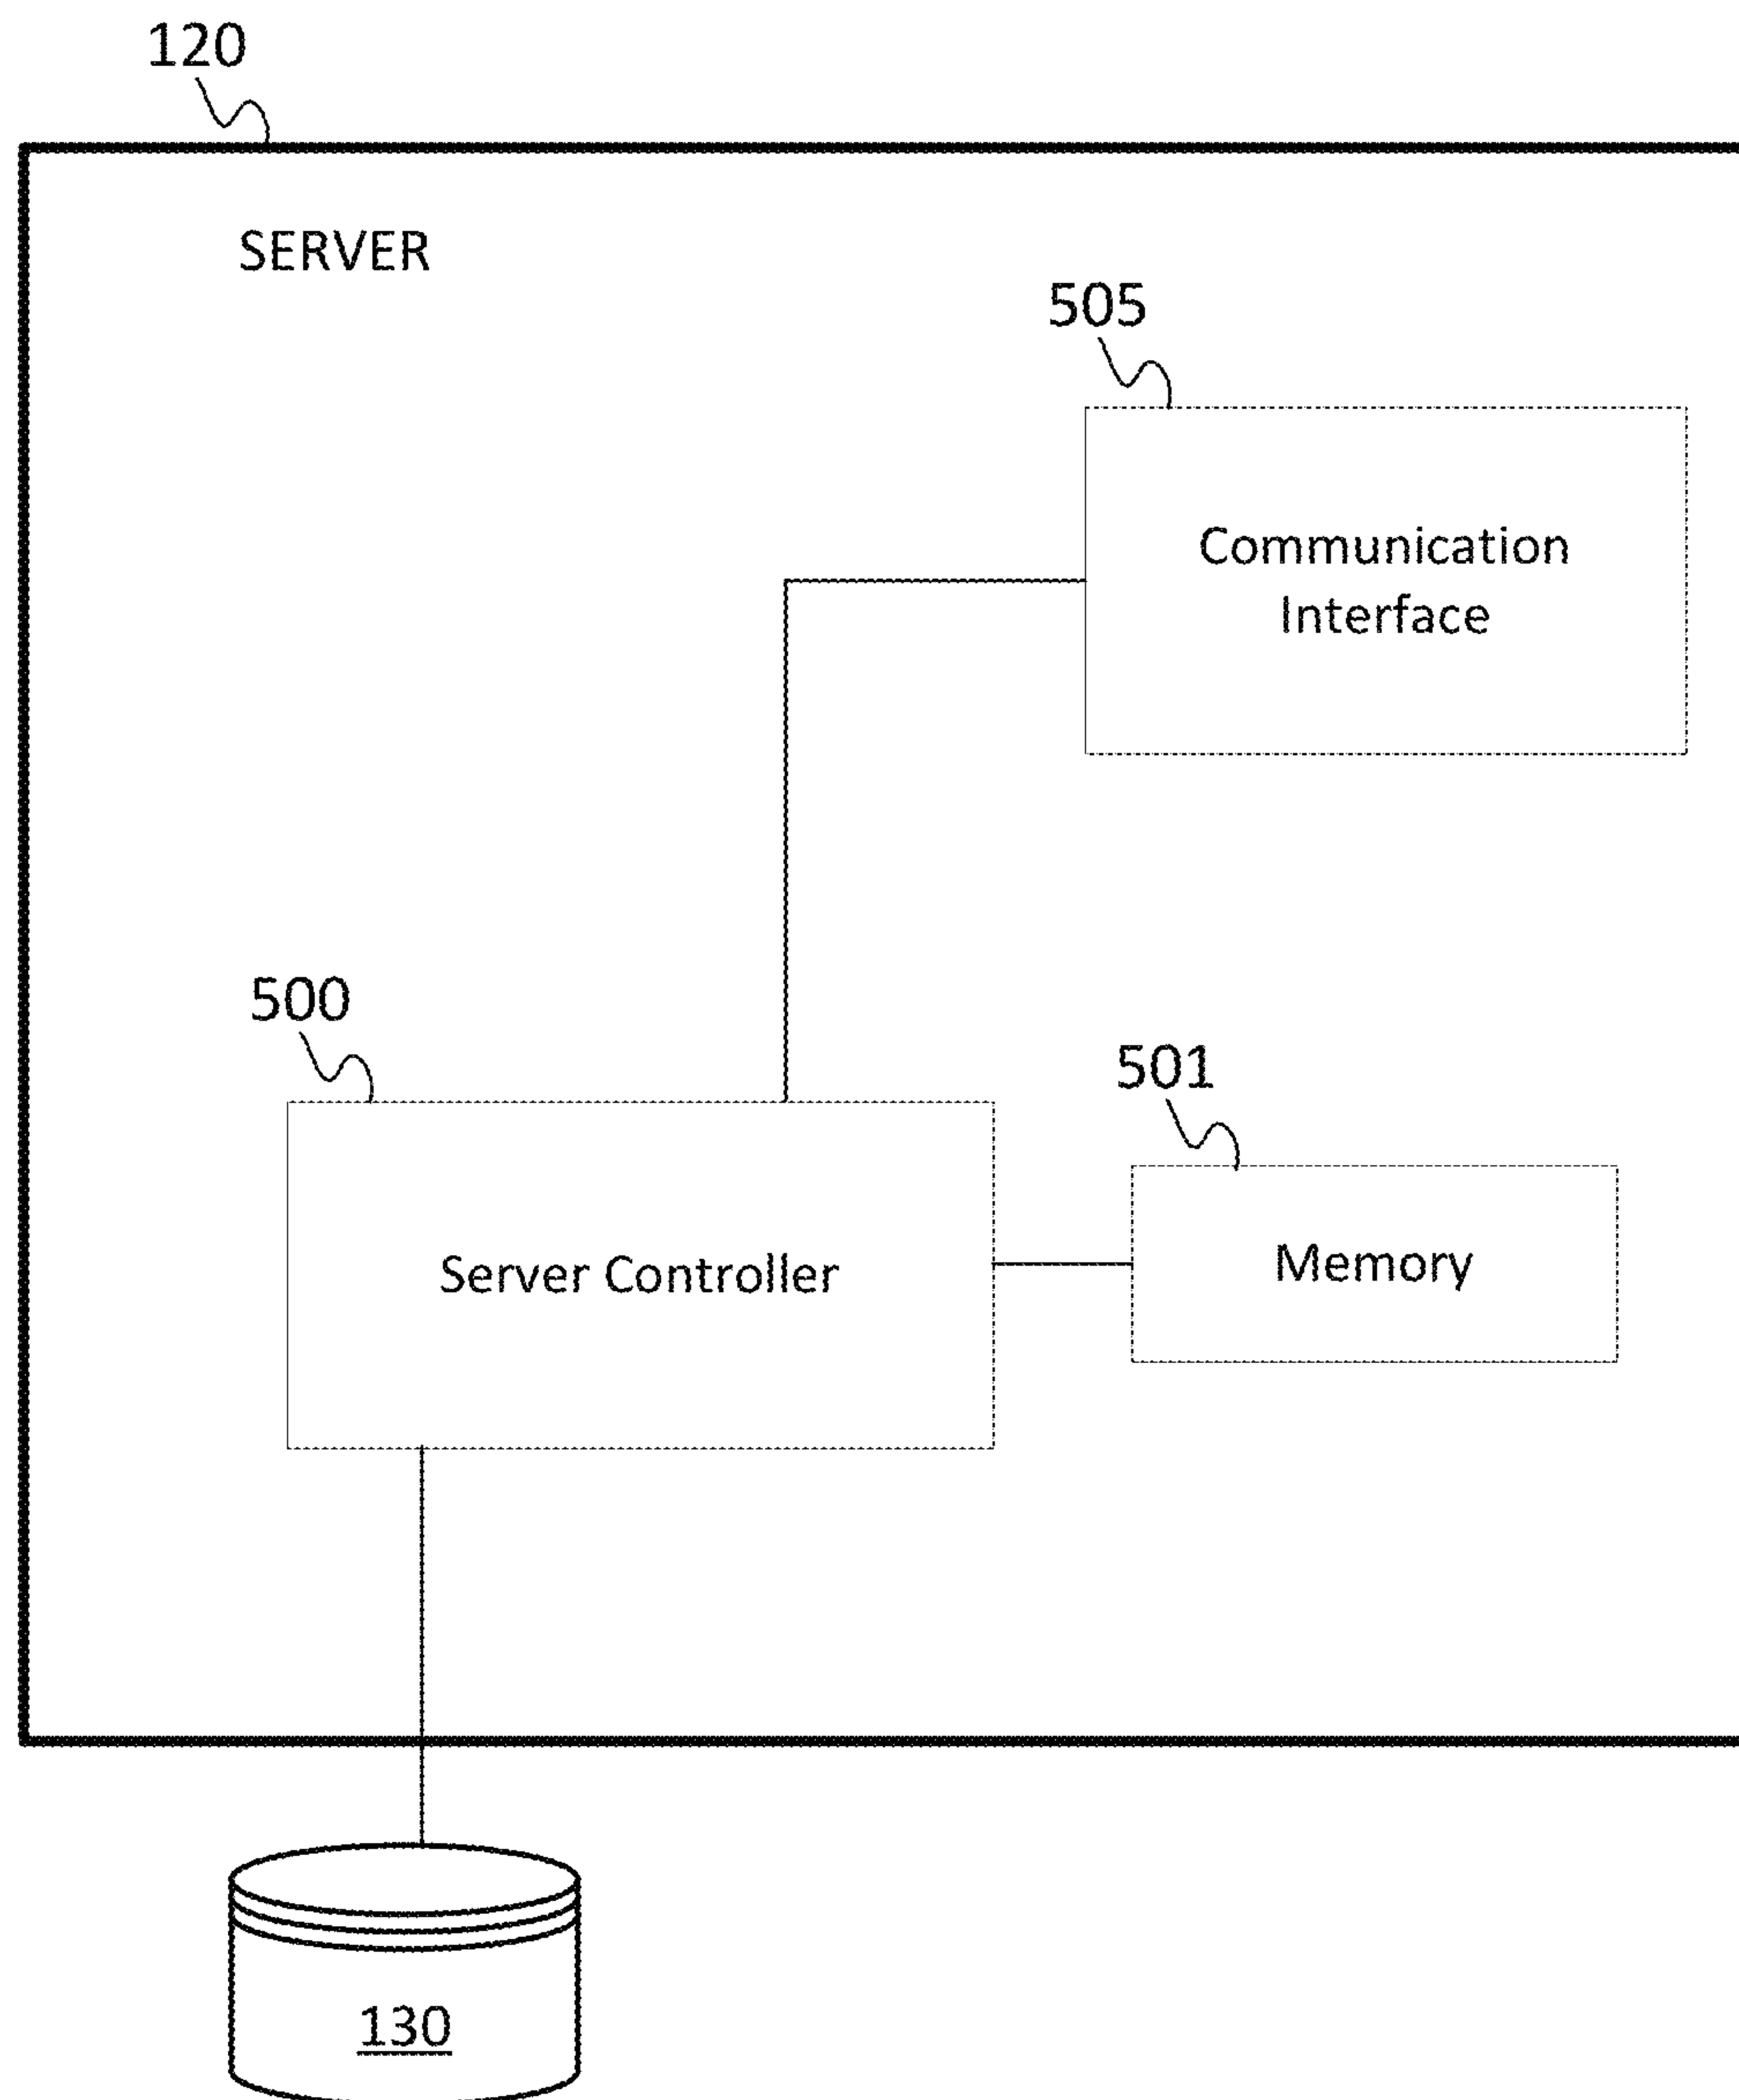 120
SERVER
505
Communication
Interface
500
501
Server Controller
Memory
130